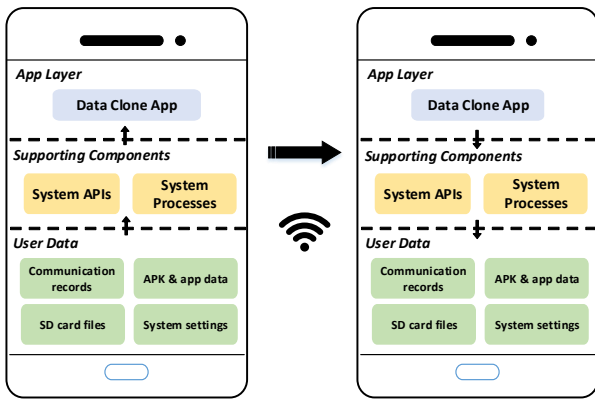 App Layer
Data Clone App
Supporting Components
System APIs
System
Processes
User Data
Communication
records
APK & app data
SD card files
System settings
App Layer
Data Clone App
Supporting Components
System APIs
System
Processes
User Data
Communication
records
APK & app data
SD card files
System settings